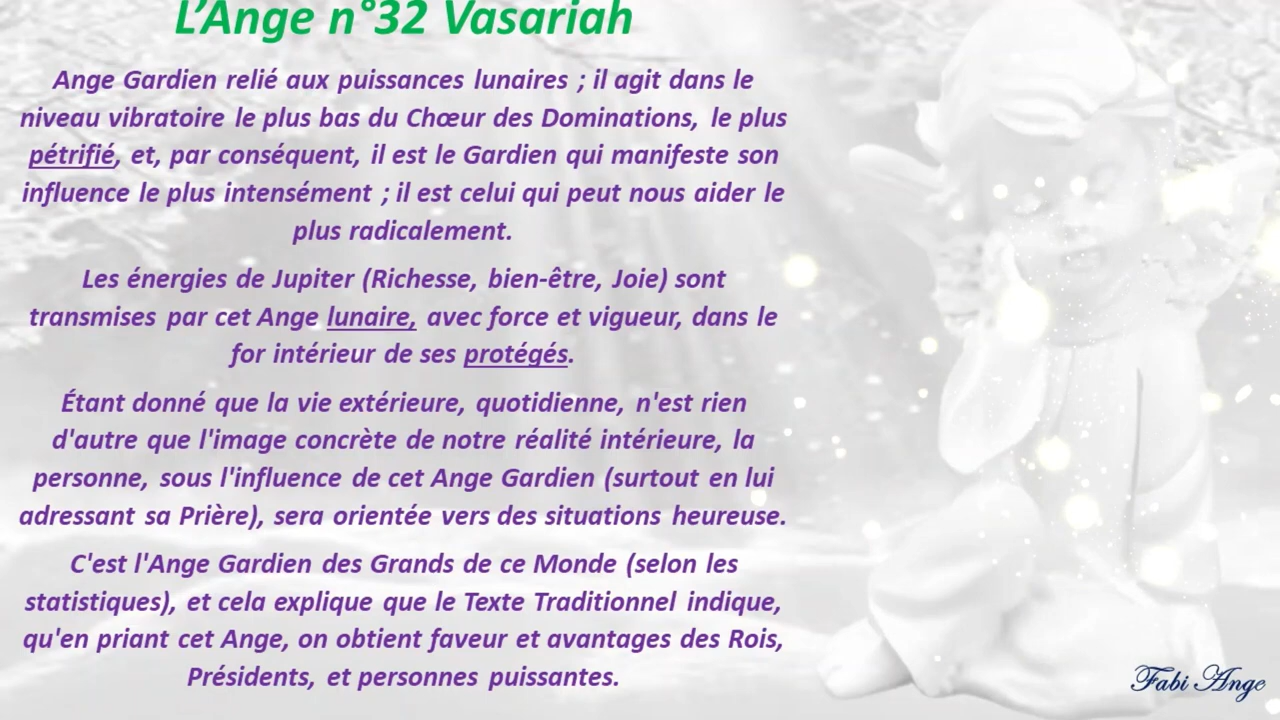 L’Ange n°32 Vasariah
Ange Gardien relié aux puissances lunaires ; il agit dans le
niveau vibratoire le plus bas du Chœur des Dominations, le plus
pétrifié, et, par conséquent, il est le Gardien qui manifeste son
influence le plus intensément ; il est celui qui peut nous aider le
plus radicalement.
Les énergies de Jupiter (Richesse, bien-être, Joie) sont
transmises par cet Ange lunaire, avec force et vigueur, dans le
for intérieur de ses protégés.
Étant donné que la vie extérieure, quotidienne, n'est rien
d'autre que l'image concrète de notre réalité intérieure, la
personne, sous l'influence de cet Ange Gardien (surtout en lui
adressant sa Prière), sera orientée vers des situations heureuse.
C'est l'Ange Gardien des Grands de ce Monde (selon les
statistiques), et cela explique que le Texte Traditionnel indique,
qu'en priant cet Ange, on obtient faveur et avantages des Rois,
Présidents, et personnes puissantes.
Fabi Ange